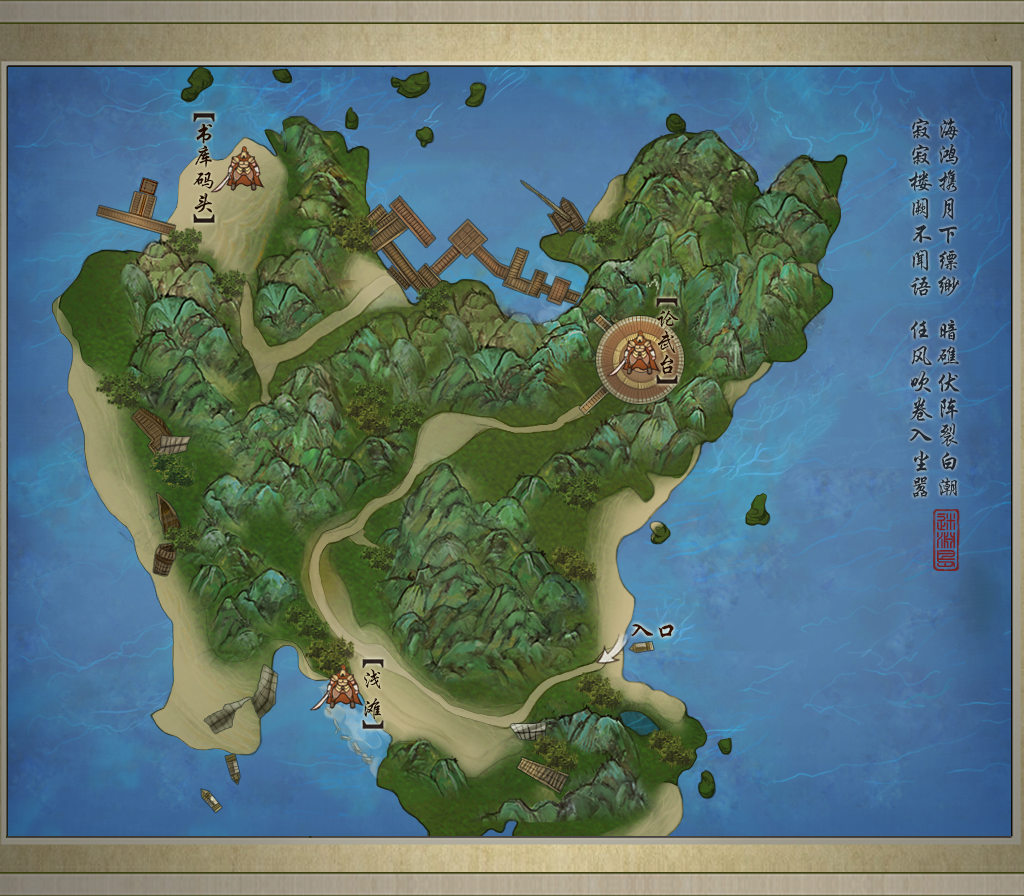 海鸿携月下缥缈 暗礁伏阵裂白潮
寂寂楼阙不闻语 任风吹卷入尘嚣
【书库码头】
【论武台】
入口
【浅滩】